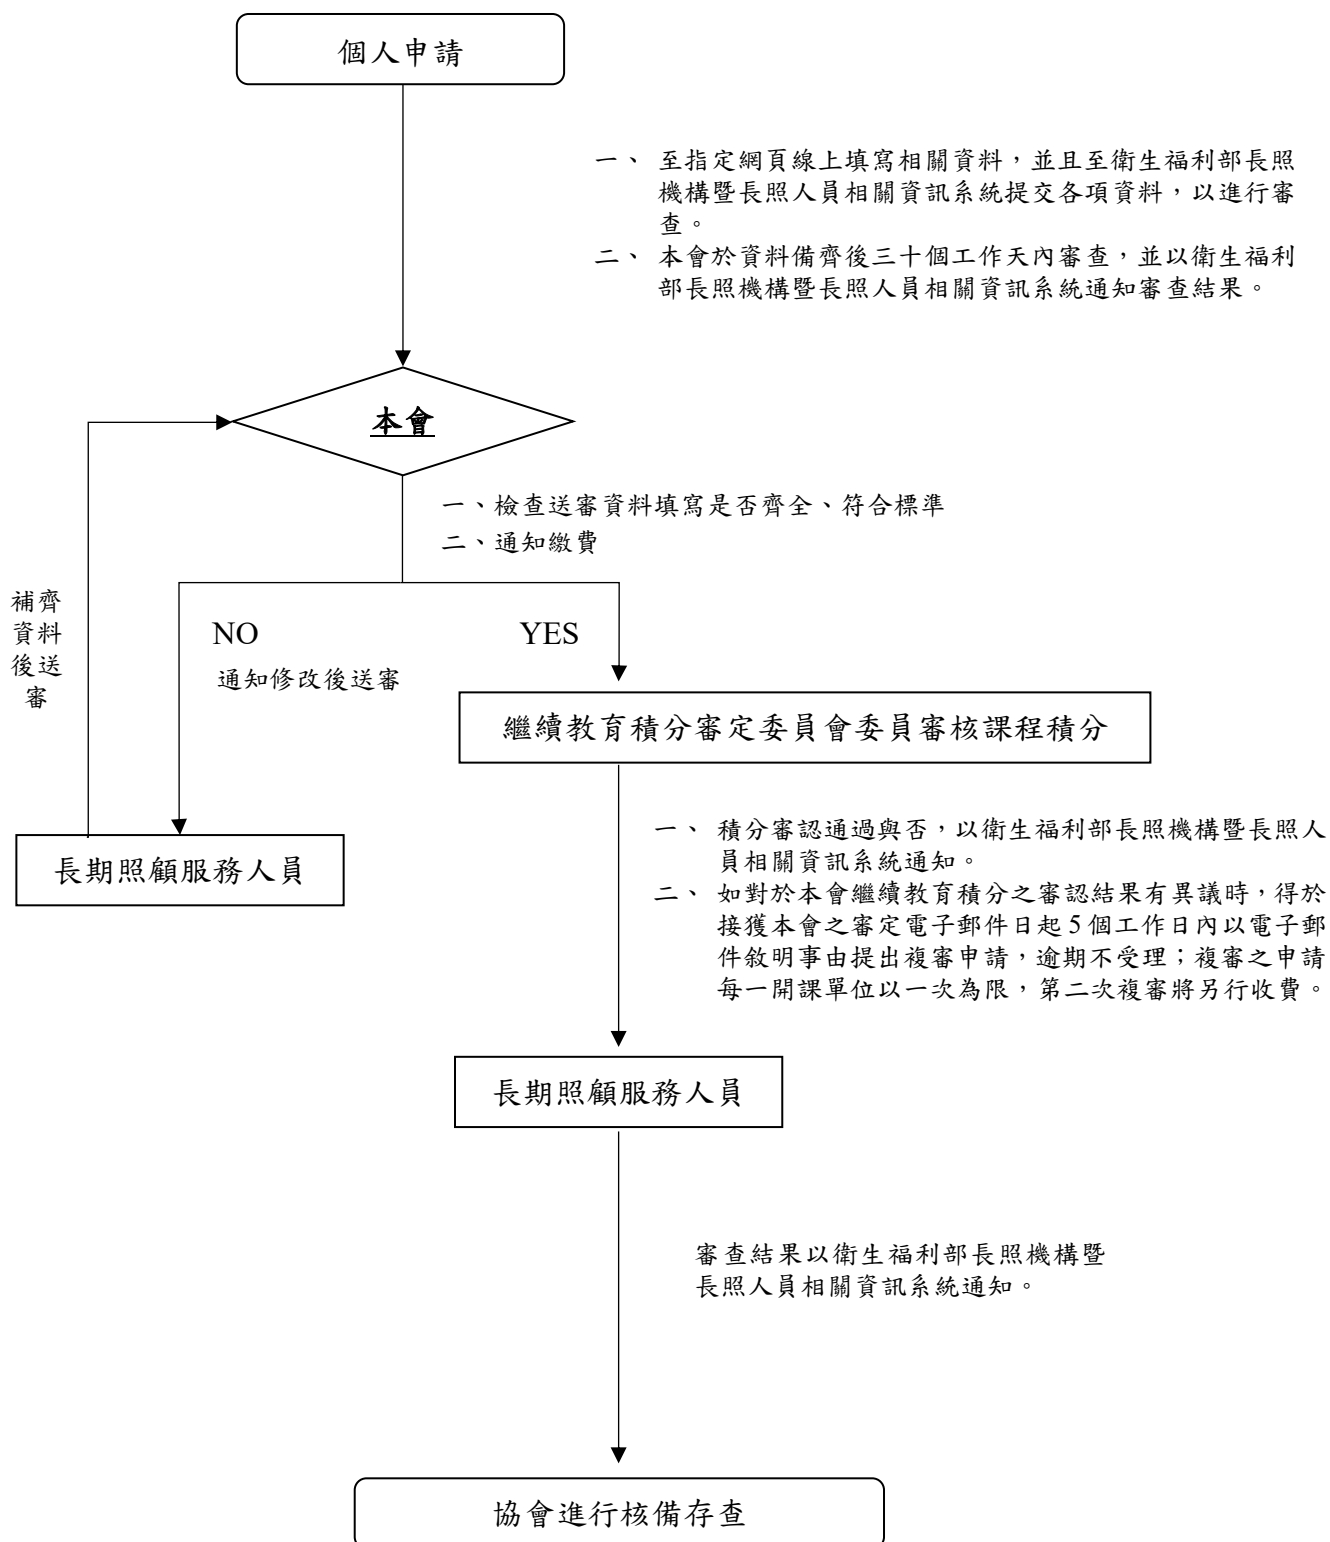 個人申請
一、 至指定網頁線上填寫相關資料，並且至衛生福利部長照
機構暨長照人員相關資訊系統提交各項資料，以進行審
查。
二、 本會於資料備齊後三十個工作天內審查，並以衛生福利
部長照機構暨長照人員相關資訊系統通知審查結果。
本會
一、檢查送審資料填寫是否齊全、符合標準
二、通知繳費
補齊
資料
後送
審
NO
YES
通知修改後送審
繼續教育積分審定委員會委員審核課程積分
長期照顧服務人員
一、 積分審認通過與否，以衛生福利部長照機構暨長照人
員相關資訊系統通知。
二、 如對於本會繼續教育積分之審認結果有異議時，得於
接獲本會之審定電子郵件日起 5 個工作日內以電子郵
件敘明事由提出複審申請，逾期不受理；複審之申請
每一開課單位以一次為限，第二次複審將另行收費。
長期照顧服務人員
審查結果以衛生福利部長照機構暨
長照人員相關資訊系統通知。
協會進行核備存查